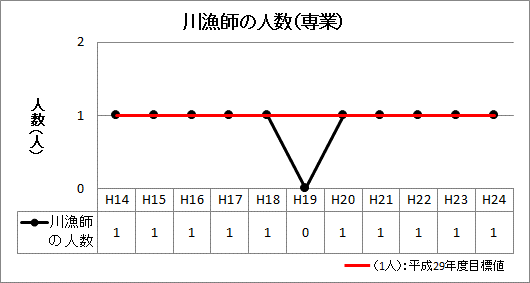 川漁師の人数(専業)
2
1
0
人数(人)
H14 H15 H16 H17 H18 H19 H20 H21 H22 H23 H24
川漁師
の人数
1 1 1 1 1 0 1 1 1 1 1
(1人):平成29年度目標値